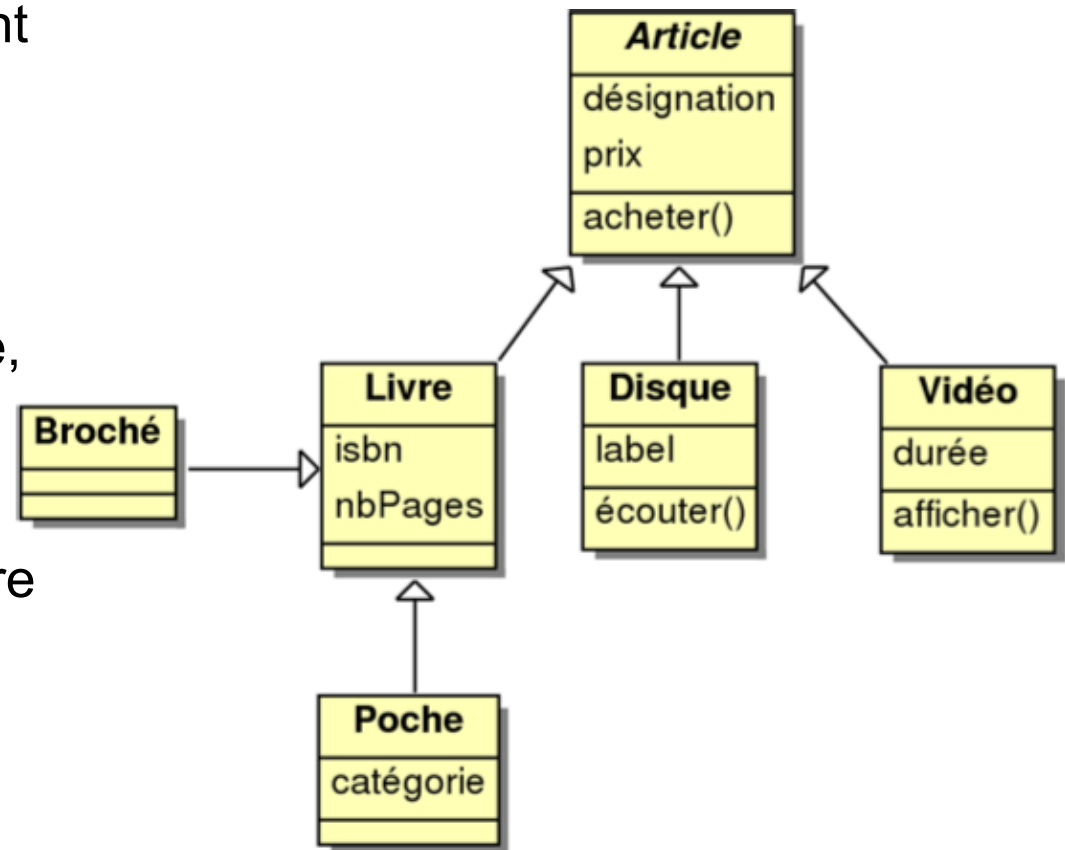 nt
Article
désignation
prix
acheter()
e,
Broché
Livre
isbn
nbPages
Disque
label
écouter()
Vidéo
durée
afficher()
re
Poche
catégorie